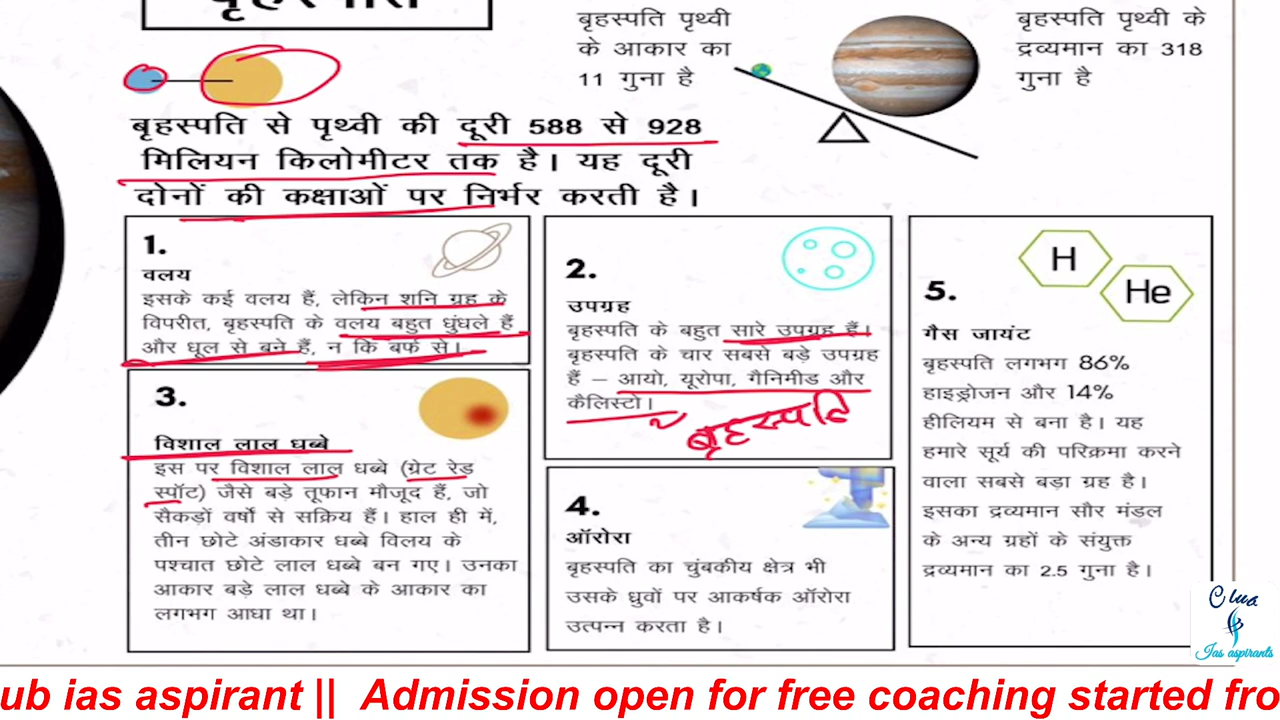 बृहस्पति पृथ्वी
के आकार का
11 गुना है
बृहस्पति पृथ्वी के
द्रव्यमान का 318
गुना है
बृहस्पति से पृथ्वी की दूरी 588 से 928
मिलियन किलोमीटर तक है। यह दूरी
दोनों की कक्षाओं पर निर्भर करती है।
1.
वलय
इसके कई वलय हैं, लेकिन शनि ग्रह के
विपरीत, बृहस्पति के वलय बहुत धुंधले हैं
और धूल से बने हैं, न कि बर्फ से।
2.
उपग्रह
बृहस्पति के बहुत सारे उपग्रह हैं।
बृहस्पति के चार सबसे बड़े उपग्रह
हैं – आयो, यूरोपा, गैनिमीड और
कैलिस्टो।
बृहस्पति
3.
विशाल लाल धब्बे
इस पर विशाल लाल धब्बे (ग्रेट रेड
स्पॉट) जैसे बड़े तूफान मौजूद हैं, जो
सैकड़ों वर्षो से सक्रिय हैं। हाल ही में,
तीन छोटे अंडाकार धब्बे विलय के
पश्चात छोटे लाल धब्बे बन गए। उनका
आकार बड़े लाल धब्बे के आकार का
लगभग आधा था।
4.
ऑरोरा
बृहस्पति का चुंबकीय क्षेत्र भी
उसके ध्रुवों पर आकर्षक ऑरोरा
उत्पन्न करता है।
H
He
5.
गैस जायंट
बृहस्पति लगभग 86%
हाइड्रोजन और 14%
हीलियम से बना है। यह
हमारे सूर्य की परिक्रमा करने
वाला सबसे बड़ा ग्रह है।
इसका द्रव्यमान सौर मंडल
के अन्य ग्रहों के संयुक्त
द्रव्यमान का 2.5 गुना है।
Ias aspirants
ub ias aspirant || Admission open for free coaching started fro